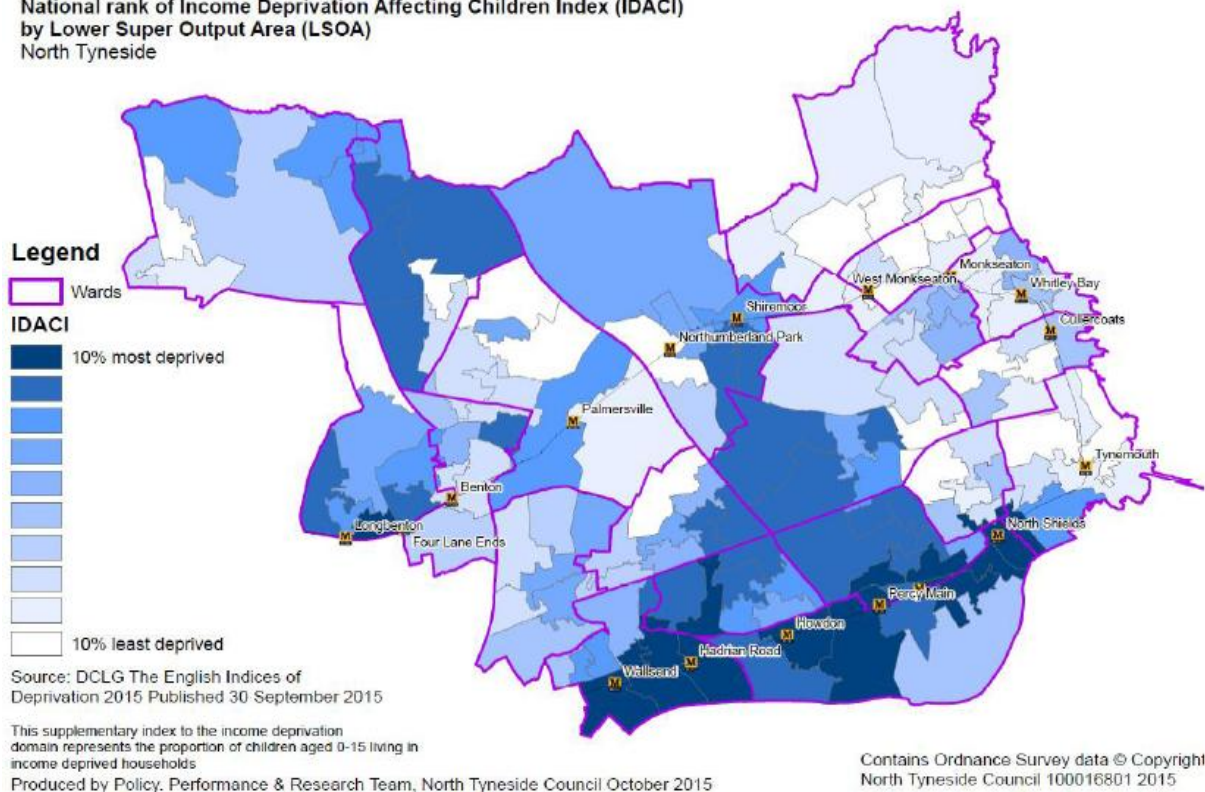 National rank of Income Deprivation Affecting Children Index (IDACI)
by Lower Super Output Area (LSOA)
North Tyneside
Legend
Wards
IDACI
10% most deprived
10% least deprived
West Monkseaton
Monkseaton
Whitley Bay
Cullercoats
Shiremoor
Northumberland Park
Palmersville
Tynemouth
Benton
Longbenton
Four Lane Ends
North Shields
Percy Main
Howdon
Hadrian Road
Wallsend
Source: DCLG The English Indices of
Deprivation 2015 Published 30 September 2015
This supplementary index to the income deprivation
domain represents the proportion of children aged 0-15 living in
income deprived households
Produced by Policy, Performance & Research Team, North Tyneside Council October 2015
Contains Ordnance Survey data © Copyright
North Tyneside Council 100016801 2015